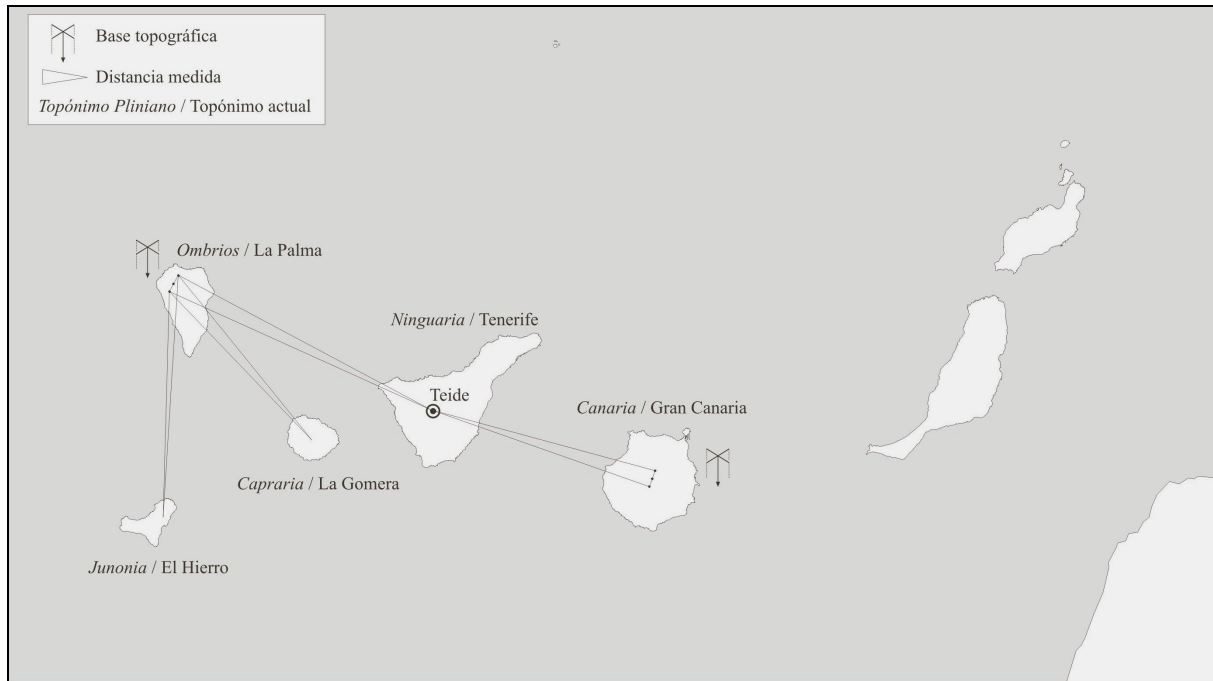 Base topográfica
Distancia medida
Topónimo Pliniano / Topónimo actual
Ombrios / La Palma
Ninguaria / Tenerife
Teide
Canaria / Gran Canaria
Capraria / La Gomera
Junonia / El Hierro